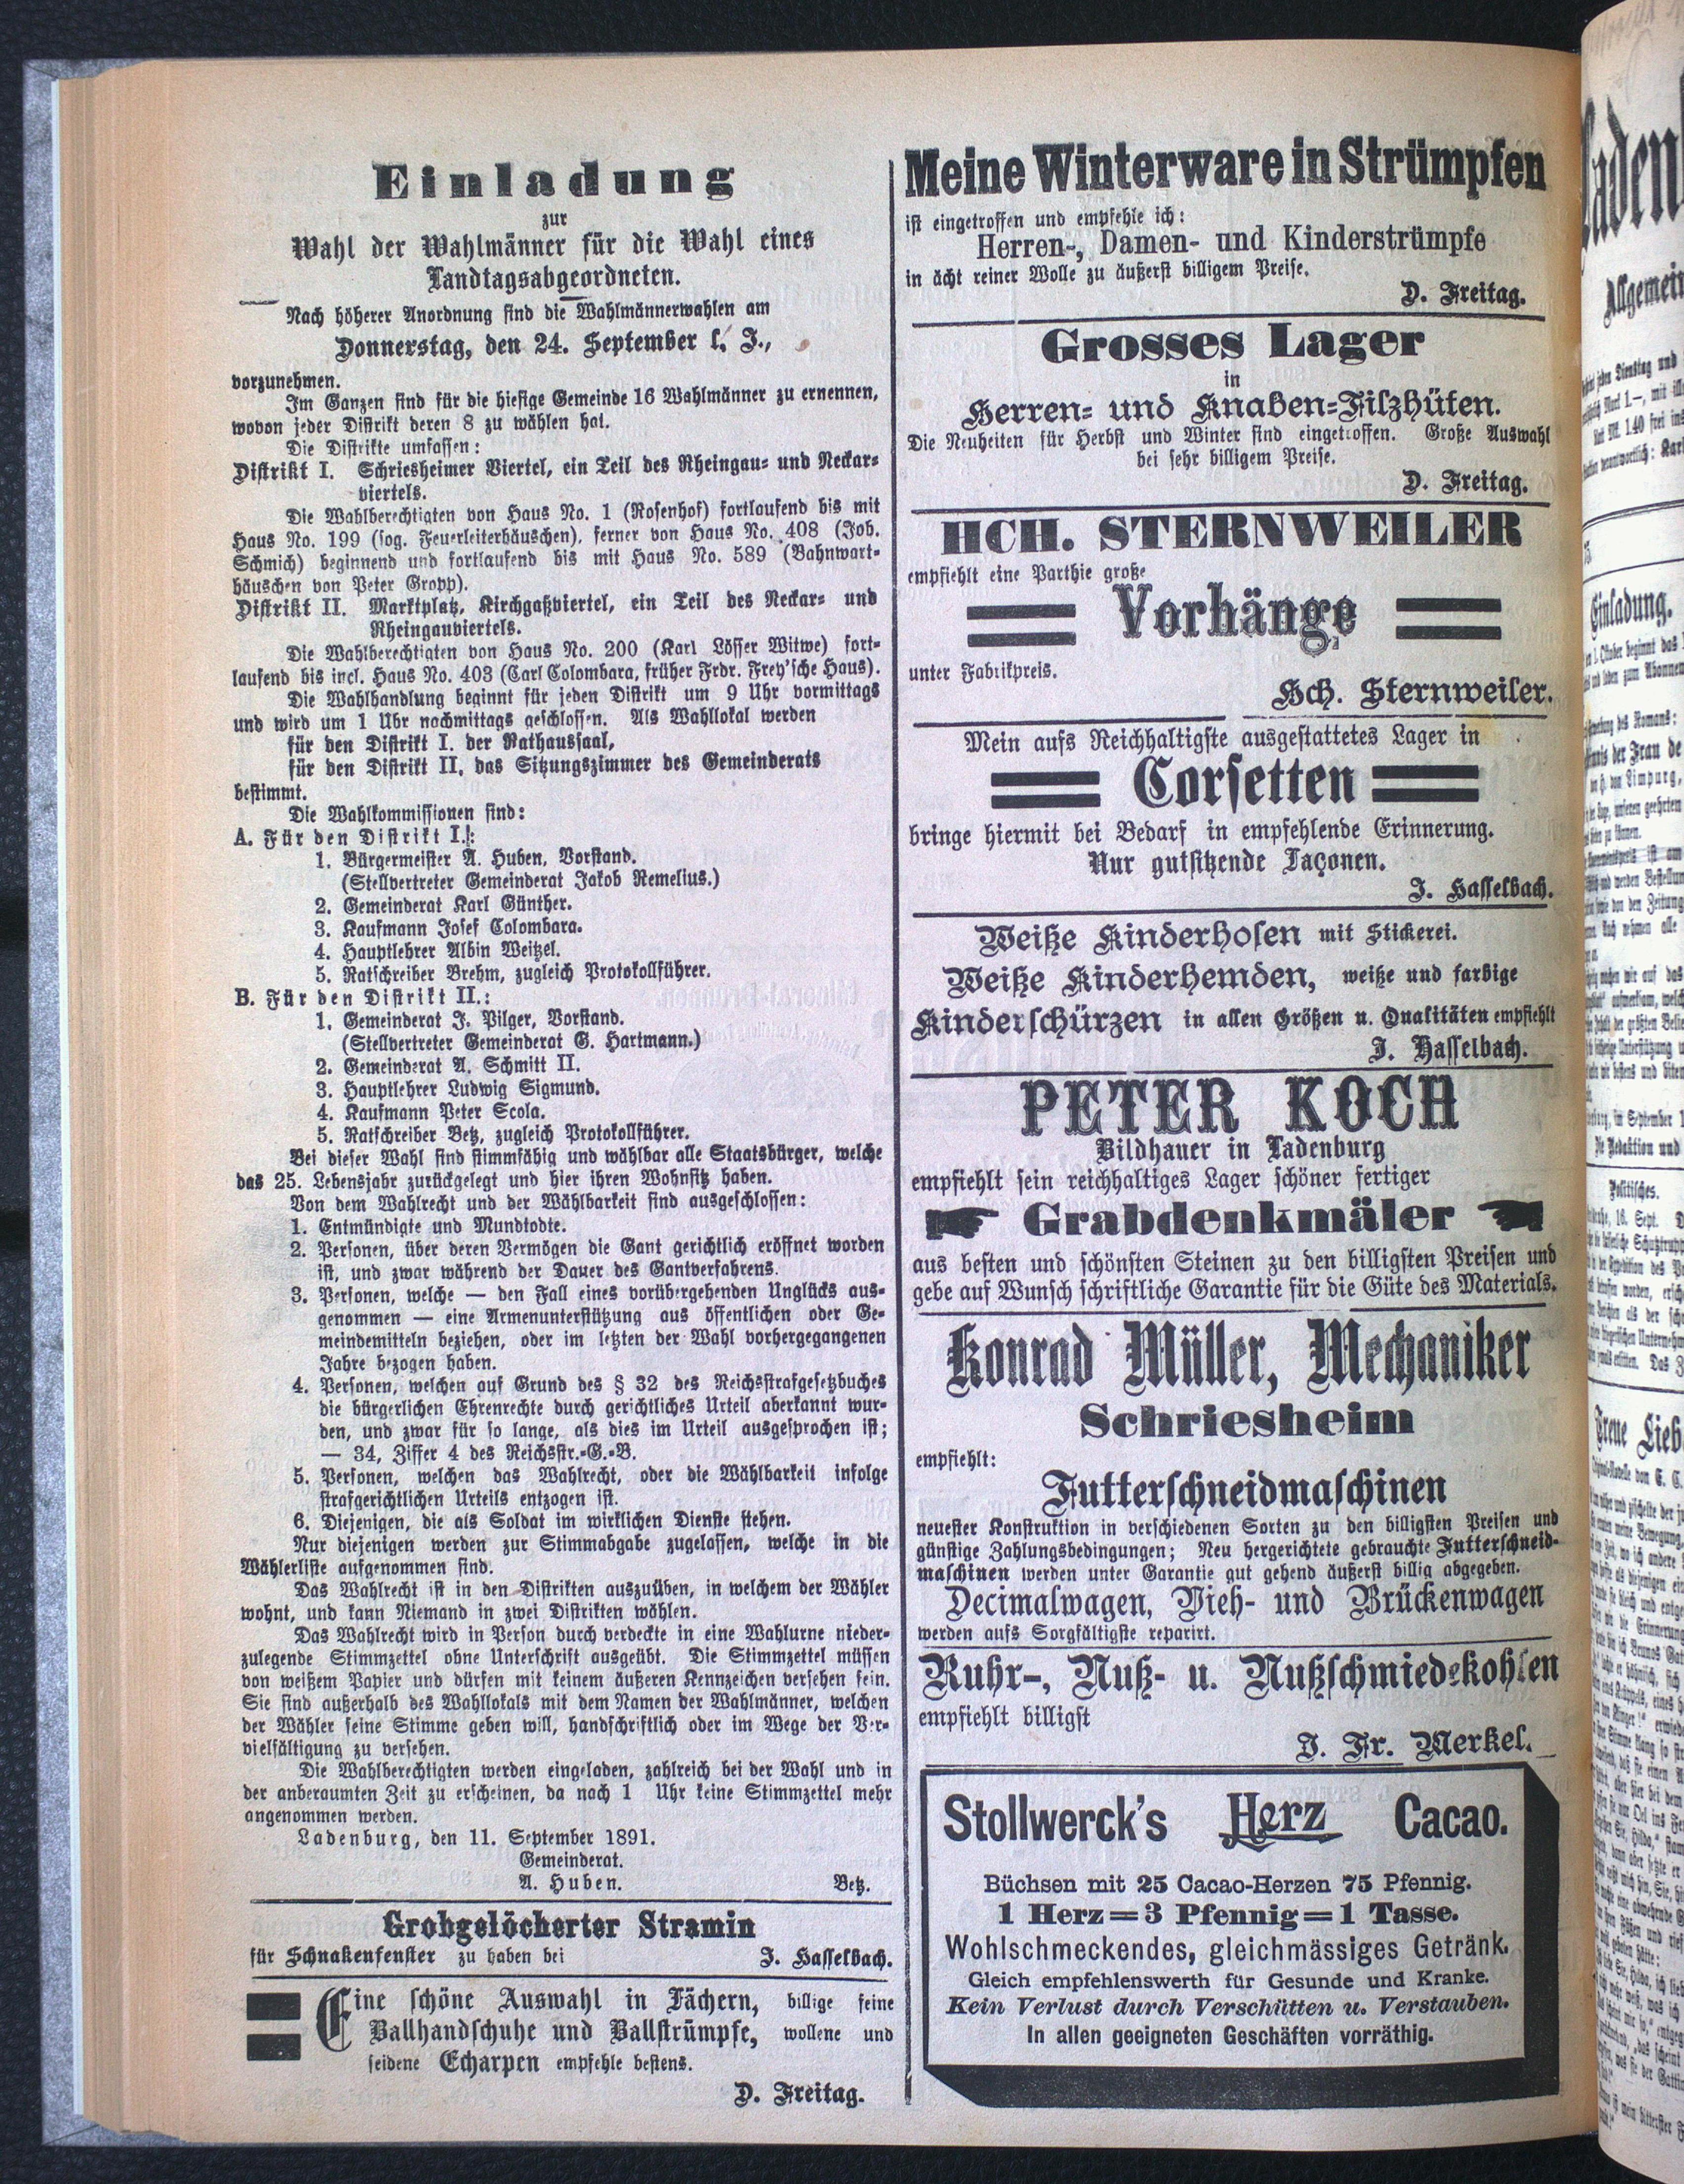 Einladung
zur
Wahl der Wahlmänner für die Wahl eines
Landtagsabgeordneten.
Nach höherer Anordnung sind die Wahlmännerwahlen am
Donnerstag, den 24. September l. J.,
vorzunehmen.
Im Ganzen sind für die hiesige Gemeinde 16 Wahlmänner zu ernennen,
wovon jeder Distrikt deren 8 zu wählen hat.
Die Distrikte umfassen:
Distrikt I. Schriesheimer Viertel, ein Teil des Rheingau- und Neckar-
viertels.
Die Wahlberechtigten von Haus No. 1 (Rosenhof) fortlaufend bis mit
Haus No. 199 (sog. Feuerleiterhäuschen), ferner von Haus No. 408 (Joh.
Schmich) beginnend und fortlaufend bis mit Haus No. 589 (Bahnwart-
häuschen von Peter Gropp).
Distrikt II. Marktplatz, Kirchgaßviertel, ein Teil des Neckar- und
Rheingauviertels.
Die Wahlberechtigten von Haus No. 200 (Karl Lösser Witwe) fort-
laufend bis incl. Haus No. 403 (Carl Colombara, früher Frdr. Frey'sche Haus).
Die Wahlhandlung beginnt für jeden Distrikt um 9 Uhr vormittags
und wird um 1 Uhr nachmittags geschlossen. Als Wahllokal werden
für den Distrikt I. der Rathaussaal,
für den Distrikt II. das Sitzungszimmer des Gemeinderats
bestimmt.
Die Wahlkommissionen sind:
A. Für den Distrikt I.:
1. Bürgermeister A. Huben, Vorstand.
(Stellvertreter Gemeinderat Jakob Remelius.)
2. Gemeinderat Karl Günther.
3. Kaufmann Josef Colombara.
4. Hauptlehrer Albin Weitzel.
5. Ratschreiber Brehm, zugleich Protokollführer.
B. Für den Distrikt II.:
1. Gemeinderat J. Pilger, Vorstand.
(Stellvertreter Gemeinderat G. Hartmann.)
2. Gemeinderat A. Schmitt II.
3. Hauptlehrer Ludwig Sigmund.
4. Kaufmann Peter Scola.
5. Ratschreiber Betz, zugleich Protokollführer.
Bei dieser Wahl sind stimmfähig und wählbar alle Staatsbürger, welche
das 25. Lebensjahr zurückgelegt und hier ihren Wohnsitz haben.
Von dem Wahlrecht und der Wählbarkeit sind ausgeschlossen:
1. Entmündigte und Mundtodte.
2. Personen, über deren Vermögen die Gant gerichtlich eröffnet worden
ist, und zwar während der Dauer des Gantverfahrens.
3. Personen, welche — den Fall eines vorübergehenden Unglücks aus-
genommen — eine Armenunterstützung aus öffentlichen oder Ge-
meindemitteln beziehen, oder im letzten der Wahl vorhergegangenen
Jahre bezogen haben.
4. Personen, welchen auf Grund des § 32 des Reichsstrafgesetzbuches
die bürgerlichen Ehrenrechte durch gerichtliches Urteil aberkannt wur-
den, und zwar für so lange, als dies im Urteil ausgesprochen ist;
— 34, Ziffer 4 des Reichsstr.-G.-B.
5. Personen, welchen das Wahlrecht, oder die Wählbarkeit infolge
strafgerichtlichen Urteils entzogen ist.
6. Diejenigen, die als Soldat im wirklichen Dienste stehen.
Nur diejenigen werden zur Stimmabgabe zugelassen, welche in die
Wählerliste aufgenommen sind.
Das Wahlrecht ist in den Distrikten auszuüben, in welchem der Wähler
wohnt, und kann Niemand in zwei Distrikten wählen.
Das Wahlrecht wird in Person durch verdeckte in eine Wahlurne nieder-
zulegende Stimmzettel ohne Unterschrift ausgeübt. Die Stimmzettel müssen
von weißem Papier und dürfen mit keinem äußeren Kennzeichen versehen sein.
Sie sind außerhalb des Wahllokals mit dem Namen der Wahlmänner, welchen
der Wähler seine Stimme geben will, handschriftlich oder im Wege der Ver-
vielfältigung zu versehen.
Die Wahlberechtigten werden eingeladen, zahlreich bei der Wahl und in
der anberaumten Zeit zu erscheinen, da nach 1 Uhr keine Stimmzettel mehr
angenommen werden.
Ladenburg, den 11. September 1891.
Gemeinderat.
A. Huben. Betz.
Grobgelöcherter Stramin
für Schnakenfenster zu haben bei J. Hasselbach.
Eine schöne Auswahl in Fächern, billige feine
Ballhandschuhe und Ballstrümpfe, wollene und
seidene Echarpen empfehle bestens.
D. Freitag.
Meine Winterware in Strümpfen
ist eingetroffen und empfehle ich:
Herren-, Damen- und Kinderstrümpfe
in ächt reiner Wolle zu äußerst billigem Preise.
D. Freitag.
Grosses Lager
in
Herren- und Knaben-Filzhüten.
Die Neuheiten für Herbst und Winter sind eingetroffen. Große Auswahl
bei sehr billigem Preise.
D. Freitag.
HCH. STERNWEILER
empfiehlt eine Parthie große
Vorhänge
unter Fabrikpreis.
Hch. Sternweiler.
Mein aufs Reichhaltigste ausgestattetes Lager in
Corsetten
bringe hiermit bei Bedarf in empfehlende Erinnerung.
Nur gutsitzende Façonen.
J. Hasselbach.
Weiße Kinderhosen mit Stickerei.
Weiße Kinderhemden, weiße und farbige
Kinderschürzen in allen Größen u. Qualitäten empfiehlt
J. Hasselbach.
PETER KOCH
Bildhauer in Ladenburg
empfiehlt sein reichhaltiges Lager schöner fertiger
Grabdenkmäler
aus besten und schönsten Steinen zu den billigsten Preisen und
gebe auf Wunsch schriftliche Garantie für die Güte des Materials.
Konrad Müller, Mechaniker
Schriesheim
empfiehlt:
Futterschneidmaschinen
neuester Konstruktion in verschiedenen Sorten zu den billigsten Preisen und
günstige Zahlungsbedingungen; Neu hergerichtete gebrauchte Futterschneid-
maschinen werden unter Garantie gut gehend äußerst billig abgegeben.
Decimalwagen, Vieh- und Brückenwagen
werden aufs Sorgfältigste reparirt.
Ruhr-, Nuß- u. Nußschmiedekohlen
empfiehlt billigst
J. Fr. Merkel.
Stollwerck's Herz Cacao.
Büchsen mit 25 Cacao-Herzen 75 Pfennig.
1 Herz = 3 Pfennig = 1 Tasse.
Wohlschmeckendes, gleichmässiges Getränk.
Gleich empfehlenswerth für Gesunde und Kranke.
Kein Verlust durch Verschütten u. Verstauben.
In allen geeigneten Geschäften vorräthig.